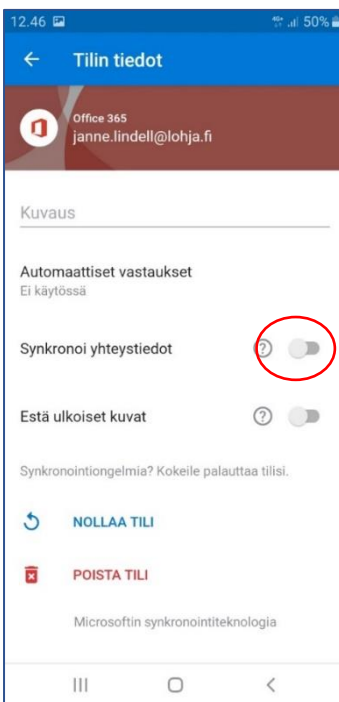 12.46 4G+ 50%
Tilin tiedot
Office 365
janne.lindell@lohja.fi
Kuvaus
Automaattiset vastaukset
Ei käytössä
Synkronoi yhteystiedot ?
Estä ulkoiset kuvat ?
Synkronointiongelmia? Kokeile palauttaa tilisi.
NOLLAA TILI
POISTA TILI
Microsoftin synkronointiteknologia